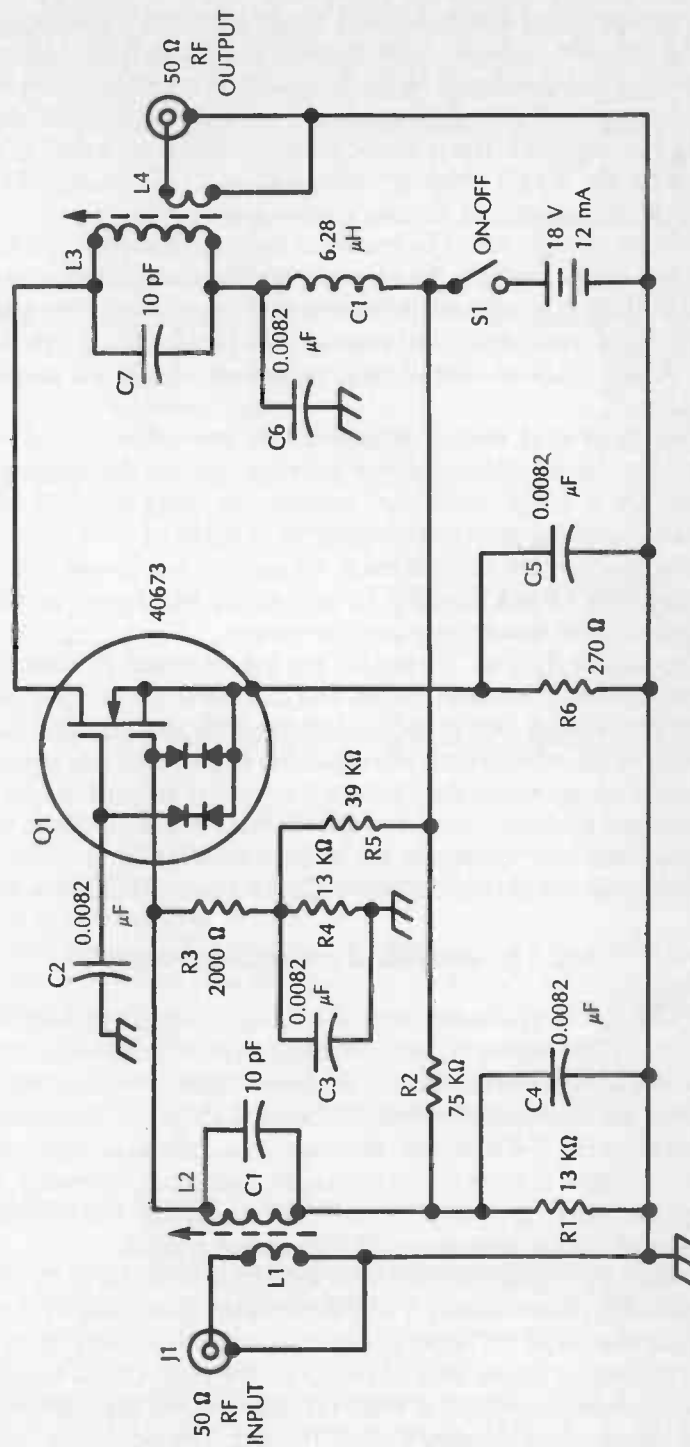 J1
50 Ω
RF
INPUT
L1
L2
C1
10 pF
C2
0.0082
μF
Q1
40673
R3
2000 Ω
0.0082
μF
C3
13 KΩ
R4
39 KΩ
R5
R2
75 KΩ
R1
13 KΩ
C4
0.0082
μF
R6
270 Ω
C5
0.0082
μF
C7
10 pF
L3
L4
50 Ω
RF
OUTPUT
C6
0.0082
μF
6.28
μH
C1
S1
ON-OFF
18 V
12 mA